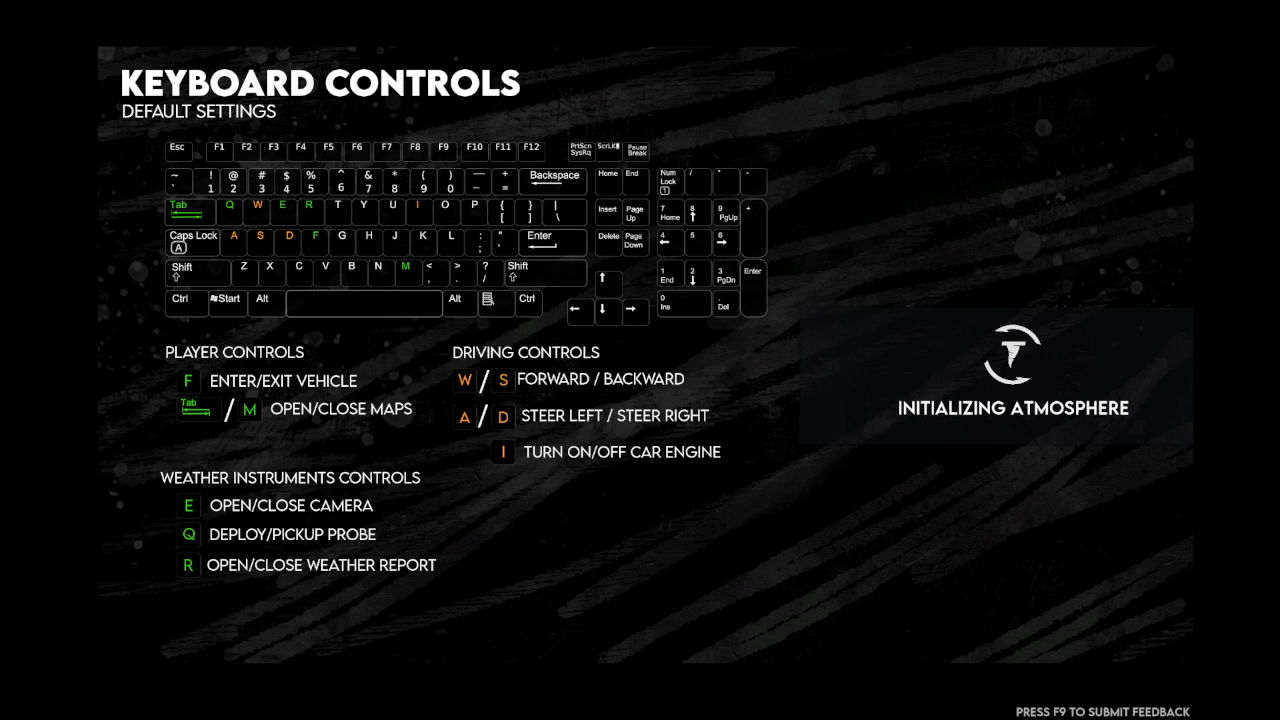 KEYBOARD CONTROLS
DEFAULT SETTINGS
Esc F1 F2 F3 F4 F5 F6 F7 F8 F9 F10 F11 F12 PrtScn SysRq ScrLK Pause Break
~ ` ! 1 @ 2 # 3 $ 4 % 5 ^ 6 & 7 * 8 ( 9 ) 0 — – + = Backspace Home End Num Lock 1 / * -
Tab Q W E R T Y U I O P { [ } ] | \ Insert Page Up 7 Home 8 9 PgUp +
Caps Lock A A S D F G H J K L : ; " ' Enter Delete Page Down 4 5 6
Shift Z X C V B N M < , > . ? / Shift 1 End 2 3 PgDn Enter
Ctrl Start Alt Alt Ctrl 0 Ins . Del
PLAYER CONTROLS
F ENTER/EXIT VEHICLE
Tab / M OPEN/CLOSE MAPS
DRIVING CONTROLS
W / S FORWARD / BACKWARD
A / D STEER LEFT / STEER RIGHT
I TURN ON/OFF CAR ENGINE
WEATHER INSTRUMENTS CONTROLS
E OPEN/CLOSE CAMERA
Q DEPLOY/PICKUP PROBE
R OPEN/CLOSE WEATHER REPORT
INITIALIZING ATMOSPHERE
PRESS F9 TO SUBMIT FEEDBACK